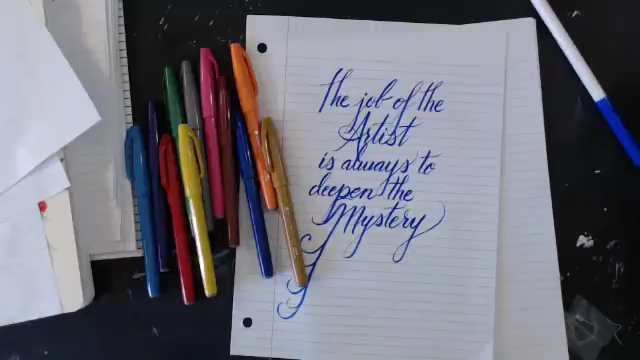 the job of the
Artist
is always to
deepen the
Mystery